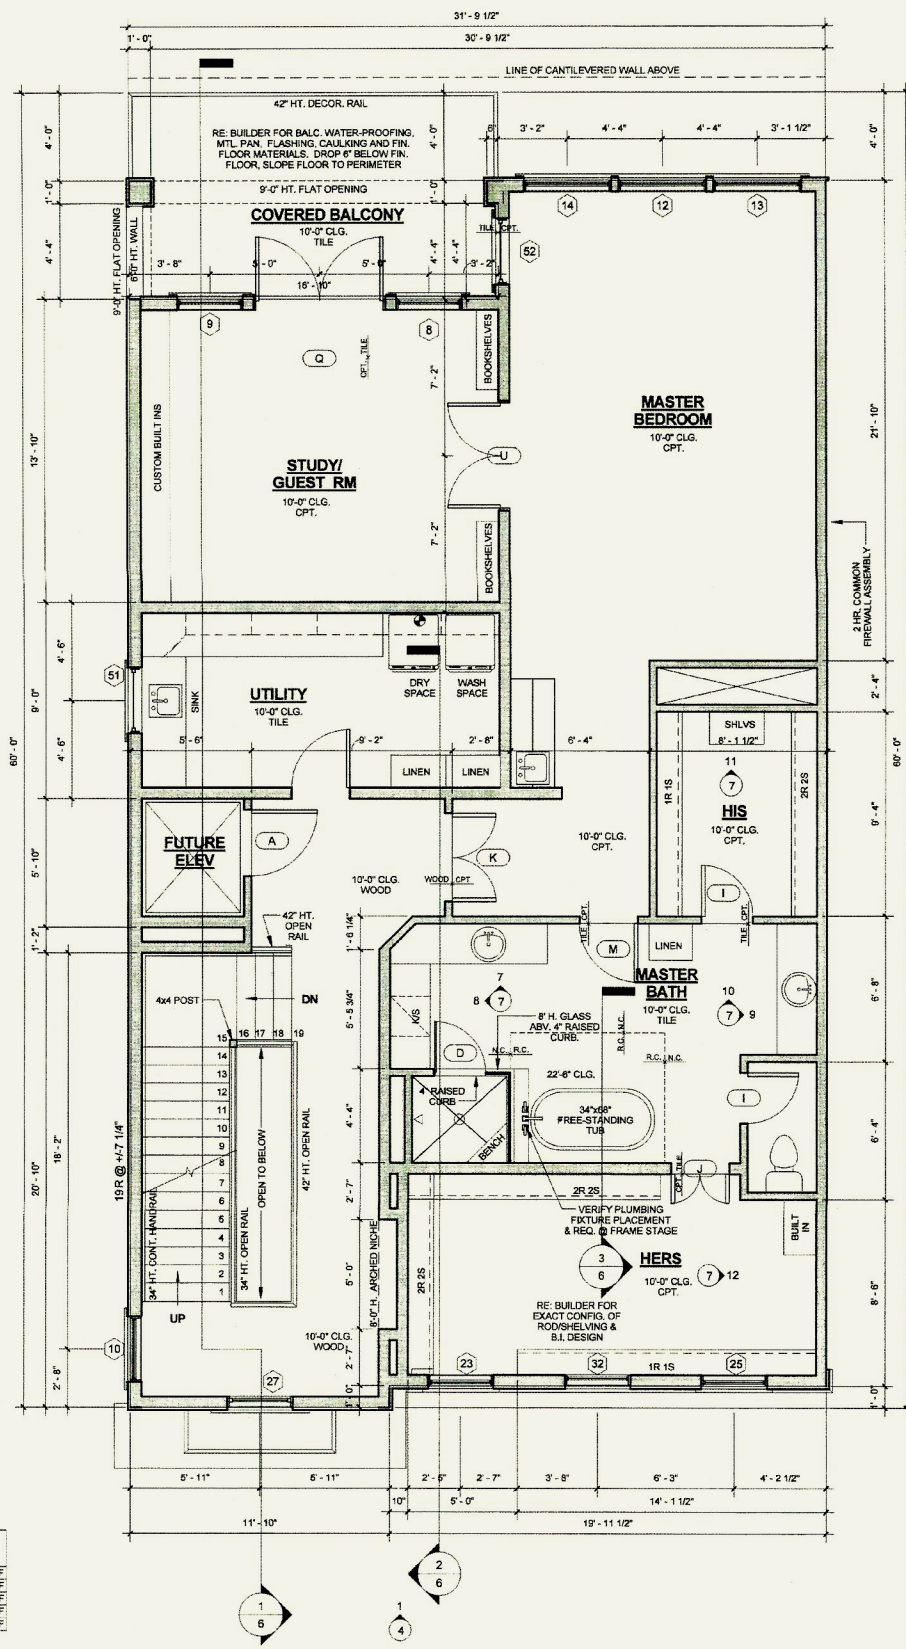 31' - 9 1/2"
1' - 0"
30' - 9 1/2"
LINE OF CANTILEVERED WALL ABOVE
42" HT. DECOR. RAIL
4' - 0"
4' - 0"
6"
3' - 2"
4' - 4"
4' - 4"
3' - 1 1/2"
4' - 0"
RE: BUILDER FOR BALC. WATER-PROOFING,
MTL. PAN, FLASHING, CAULKING AND FIN.
FLOOR MATERIALS. DROP 6" BELOW FIN.
FLOOR, SLOPE FLOOR TO PERIMETER
9'-0" HT. FLAT OPENING
1' - 0"
1' - 0"
14
12
13
COVERED BALCONY
10'-0" CLG.
TILE
TILE
CPT.
52
9'-0" HT. FLAT OPENING
6'-0" HT. WALL
4' - 4"
4' - 4"
4' - 4"
3' - 8"
5' - 0"
5' - 0"
3' - 2"
16' - 10"
9
8
Q
CPT.
TILE
BOOKSHELVES
7' - 2"
CUSTOM BUILT INS
13' - 10"
STUDY/
GUEST RM
10'-0" CLG.
CPT.
U
MASTER
BEDROOM
10'-0" CLG.
CPT.
21' - 10"
7' - 2"
BOOKSHELVES
2 HR. COMMON
FIREWALL ASSEMBLY
60' - 0"
60' - 0"
4' - 6"
9' - 0"
4' - 6"
51
SINK
UTILITY
10'-0" CLG.
TILE
DRY
SPACE
WASH
SPACE
2' - 4"
5' - 6"
9' - 2"
2' - 8"
6' - 4"
SHLVS
8' - 1 1/2"
LINEN
LINEN
11
7
1R 1S
2R 2S
HIS
10'-0" CLG.
CPT.
9' - 4"
FUTURE
ELEV
A
K
10'-0" CLG.
CPT.
5' - 10"
10'-0" CLG.
WOOD
WOOD
CPT
I
1' - 2"
42" HT.
OPEN
RAIL
1' - 6 1/4"
TILE
CPT.
M
LINEN
TILE
CPT.
MASTER
BATH
10'-0" CLG.
TILE
4x4 POST
DN
5' - 5 3/4"
K/S
7
8
7
10
7
9
6' - 8"
8' H. GLASS
ABV. 4" RAISED
CURB.
15
16
17
18
19
D
N.C.
R.C.
R.C.
N.C.
R.C.
N.C.
22'-6" CLG.
14
13
12
11
10
9
8
7
6
5
4
3
2
1
4" RAISED
CURB
BENCH
34"x68"
FREE-STANDING
TUB
I
4' - 4"
6' - 4"
19 R @ +/-7 1/4"
20' - 10"
18' - 2"
34" HT. CONT. HANDRAIL
34" HT. OPEN RAIL
OPEN TO BELOW
42" HT. OPEN RAIL
UP
CPT.
TILE
J
2' - 7"
2R 2S
VERIFY PLUMBING
FIXTURE PLACEMENT
& REQ. @ FRAME STAGE
BUILT
IN
5' - 0"
8'-0" H. ARCHED NICHE
2R 2S
3
6
HERS
10'-0" CLG.
CPT.
7
12
8' - 6"
RE: BUILDER FOR
EXACT CONFIG. OF
ROD/SHELVING &
B.I. DESIGN
10
10'-0" CLG.
WOOD
2' - 7"
1R 1S
2' - 8"
27
23
32
25
1' - 0"
1' - 0"
5' - 11"
5' - 11"
2' - 7"
3' - 8"
6' - 3"
4' - 2 1/2"
10"
5' - 0"
14' - 1 1/2"
11' - 10"
19' - 11 1/2"
2
6
1
6
1
4